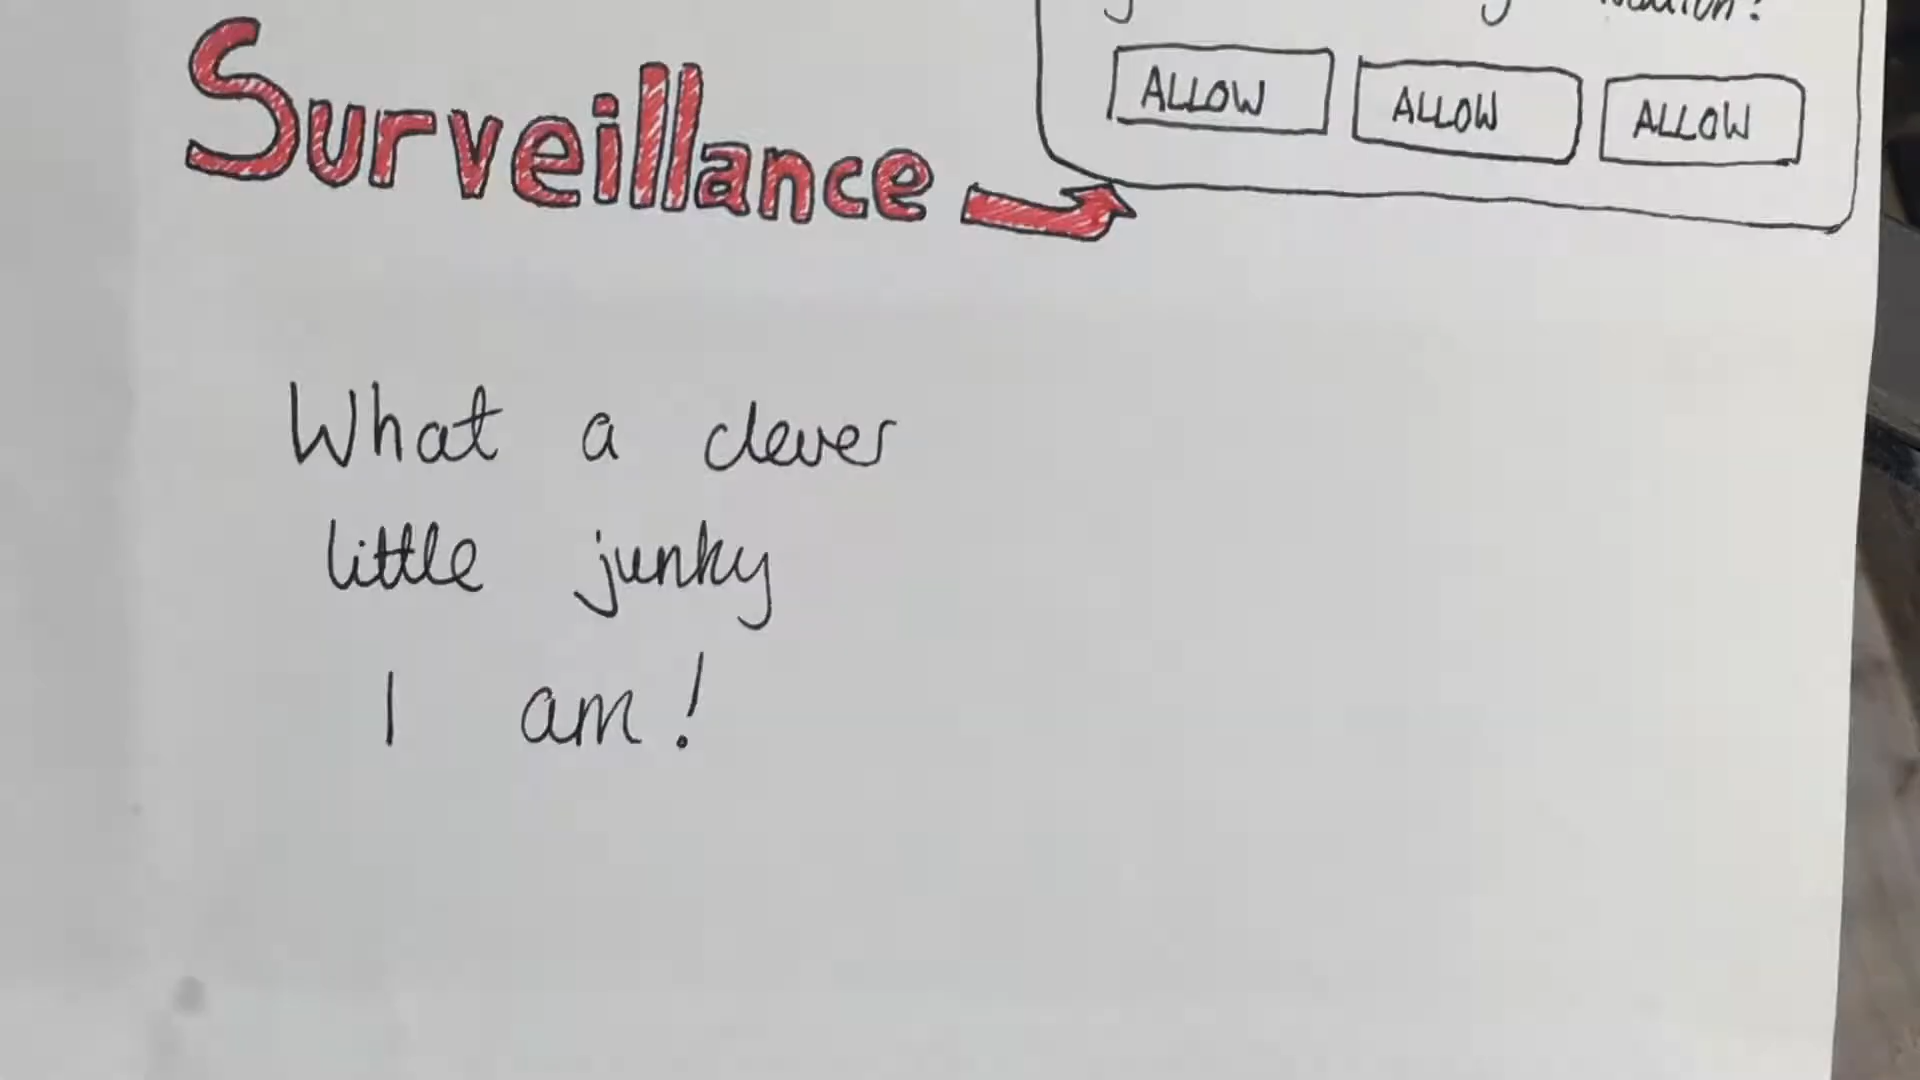 Surveillance
ALLOW ALLOW ALLOW
What a clever
little junky
I am!